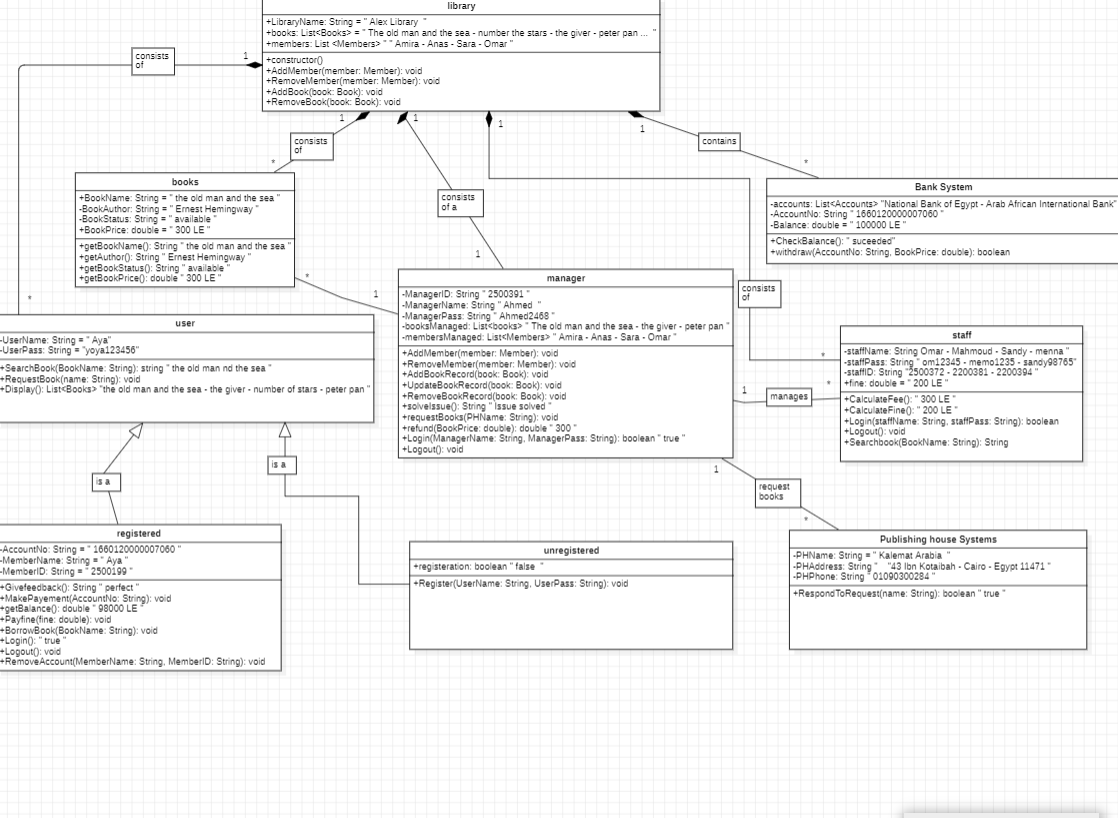 library
+LibraryName: String = " Alex Library "
+books: List<Books> = " The old man and the sea - number the stars - the giver - peter pan ... "
+members: List <Members> " " Amira - Anas - Sara - Omar "
+constructor()
+AddMember(member: Member): void
+RemoveMember(member: Member): void
+AddBook(book: Book): void
+RemoveBook(book: Book): void
consists
of
1
1
1
1
1
consists
of
*
contains
*
consists
of a
1
books
+BookName: String = " the old man and the sea "
-BookAuthor: String = " Ernest Hemingway "
-BookStatus: String = " available "
+BookPrice: double = " 300 LE "
+getBookName(): String " the old man and the sea "
+getAuthor(): String " Ernest Hemingway "
+getBookStatus(): String " available "
+getBookPrice(): double " 300 LE "
Bank System
-accounts: List<Accounts> "National Bank of Egypt - Arab African International Bank"
-AccountNo: String " 1660120000007060 "
-Balance: double = " 100000 LE "
+CheckBalance(): " suceeded"
+withdraw(AccountNo: String, BookPrice: double): boolean
*
1
*
manager
-ManagerID: String " 2500391 "
-ManagerName: String " Ahmed "
-ManagerPass: String " Ahmed2468 "
-booksManaged: List<books> " The old man and the sea - the giver - peter pan "
-membersManaged: List<Members> " Amira - Anas - Sara - Omar "
+AddMember(member: Member): void
+RemoveMember(member: Member): void
+AddBookRecord(book: Book): void
+UpdateBookRecord(book: Book): void
+RemoveBookRecord(book: Book): void
+solveIssue(): String " Issue solved "
+requestBooks(PHName: String): void
+refund(BookPrice: double): double " 300 "
+Login(ManagerName: String, ManagerPass: String): boolean " true "
+Logout(): void
consists
of
*
user
-UserName: String = " Aya"
-UserPass: String = "yoya123456"
+SearchBook(BookName: String): string " the old man nd the sea "
+RequestBook(name: String): void
+Display(): List<Books> "the old man and the sea - the giver - number of stars - peter pan "
staff
-staffName: String Omar - Mahmoud - Sandy - menna "
-staffPass: String " om12345 - memo1235 - sandy98765"
-staffID: String "2500372 - 2200381 - 2200394 "
+fine: double = " 200 LE "
+CalculateFee(): " 300 LE "
+CalculateFine(): " 200 LE "
+Login(staffName: String, staffPass: String): boolean
+Logout(): void
+Searchbook(BookName: String): String
1
manages
*
is a
is a
1
request
books
*
registered
-AccountNo: String = " 1660120000007060 "
-MemberName: String = " Aya "
-MemberID: String = " 2500199 "
+Givefeedback(): String " perfect "
+MakePayement(AccountNo: String): void
+getBalance(): double " 98000 LE "
+Payfine(fine: double): void
+BorrowBook(BookName: String): void
+Login(): " true "
+Logout(): void
+RemoveAccount(MemberName: String, MemberID: String): void
unregistered
+registeration: boolean " false "
+Register(UserName: String, UserPass: String): void
Publishing house Systems
-PHName: String = " Kalemat Arabia "
-PHAddress: String " "43 Ibn Kotaibah - Cairo - Egypt 11471 "
-PHPhone: String " 01090300284 "
+RespondToRequest(name: String): boolean " true "